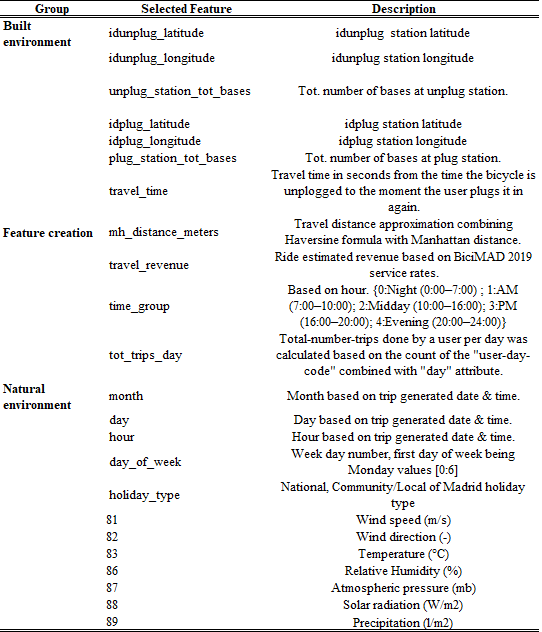 Group Selected Feature Description
Built environment idunplug_latitude idunplug station latitude
idunplug_longitude idunplug station longitude
unplug_station_tot_bases Tot. number of bases at unplug station.
idplug_latitude idplug station latitude
idplug_longitude idplug station longitude
plug_station_tot_bases Tot. number of bases at plug station.
travel_time Travel time in seconds from the time the bicycle is
unplugged to the moment the user plugs it in
again.
Feature creation mh_distance_meters Travel distance approximation combining
Haversine formula with Manhattan distance.
travel_revenue Ride estimated revenue based on BiciMAD 2019
service rates.
time_group Based on hour. {0:Night (0:00–7:00) ; 1:AM
(7:00–10:00); 2:Midday (10:00–16:00); 3:PM
(16:00–20:00); 4:Evening (20:00–24:00)}
tot_trips_day Total-number-trips done by a user per day was
calculated based on the count of the "user-day-
code" combined with "day" attribute.
Natural environment month Month based on trip generated date & time.
day Day based on trip generated date & time.
hour Hour based on trip generated date & time.
day_of_week Week day number, first day of week being
Monday values [0:6]
holiday_type National, Community/Local of Madrid holiday
type
81 Wind speed (m/s)
82 Wind direction (-)
83 Temperature (°C)
86 Relative Humidity (%)
87 Atmospheric pressure (mb)
88 Solar radiation (W/m2)
89 Precipitation (l/m2)